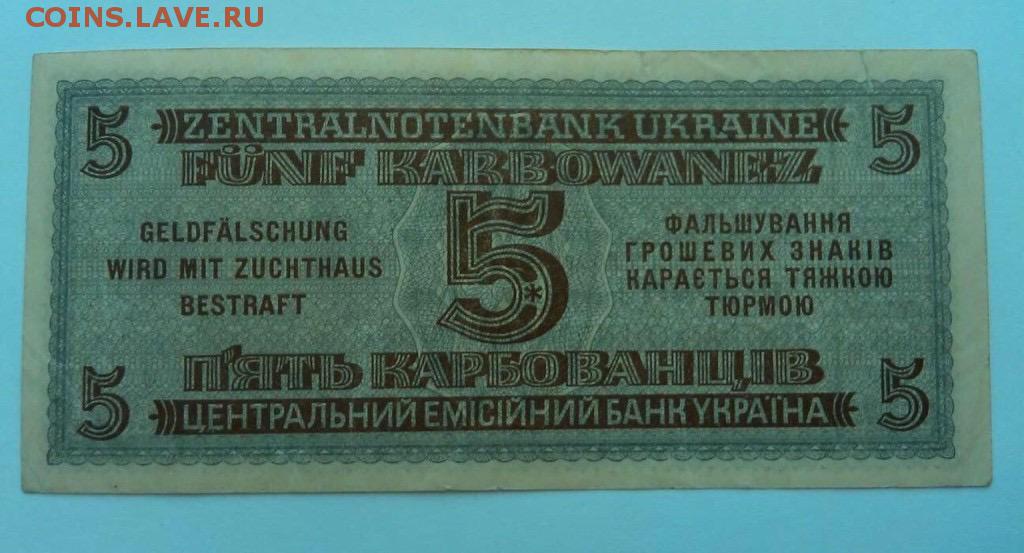 COINS.LAVE.RU
5 ZENTRALNOTENBANK UKRAINE 5
FÜNF KARBOWANEZ
5
GELDFÄLSCHUNG
WIRD MIT ZUCHTHAUS
BESTRAFT
ФАЛЬШУВАННЯ
ГРОШЕВИХ ЗНАКІВ
КАРАЄТЬСЯ ТЯЖКОЮ
ТЮРМОЮ
П'ЯТЬ КАРБОВАНЦІВ
5 ЦЕНТРАЛЬНИЙ ЕМІСІЙНИЙ БАНК УКРАЇНА 5